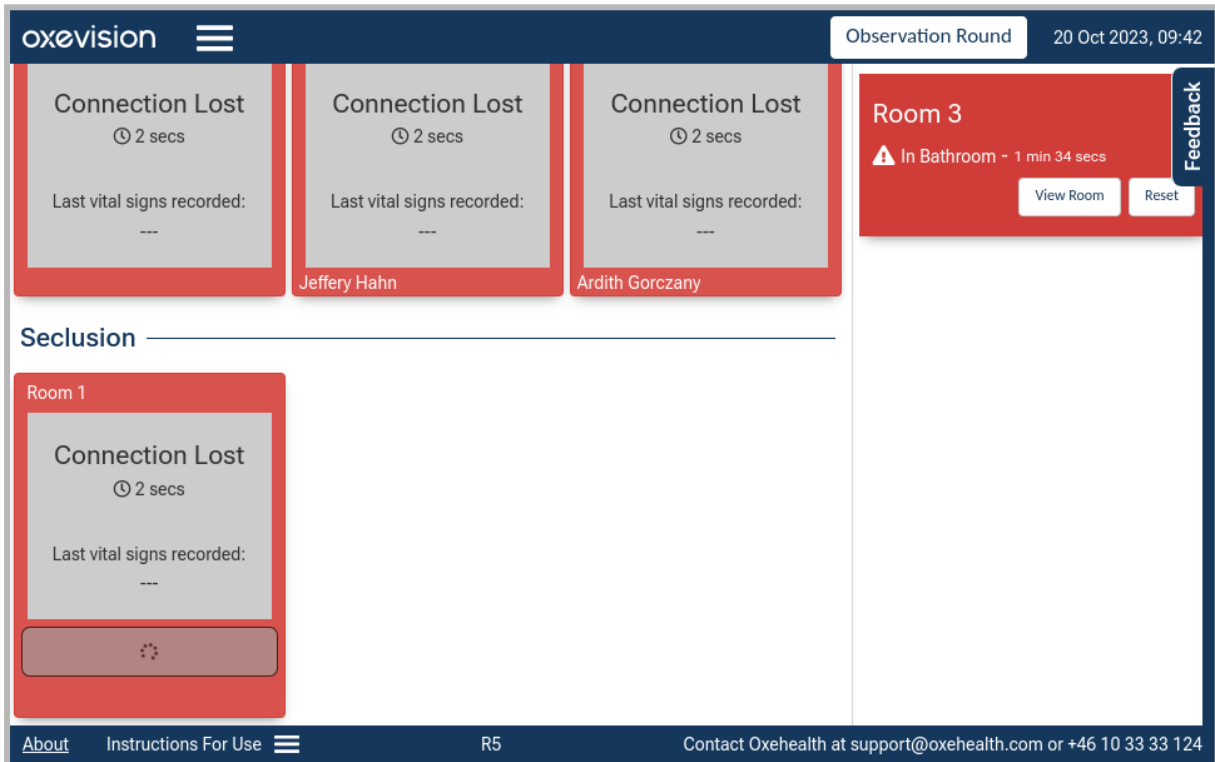 oxevision
Observation Round
20 Oct 2023, 09:42
Connection Lost
2 secs
Last vital signs recorded:
---
Connection Lost
2 secs
Last vital signs recorded:
---
Jeffery Hahn
Connection Lost
2 secs
Last vital signs recorded:
---
Ardith Gorczany
Seclusion
Room 1
Connection Lost
2 secs
Last vital signs recorded:
---
Room 3
In Bathroom - 1 min 34 secs
View Room
Reset
Feedback
About
Instructions For Use
R5
Contact Oxehealth at support@oxehealth.com or +46 10 33 33 124